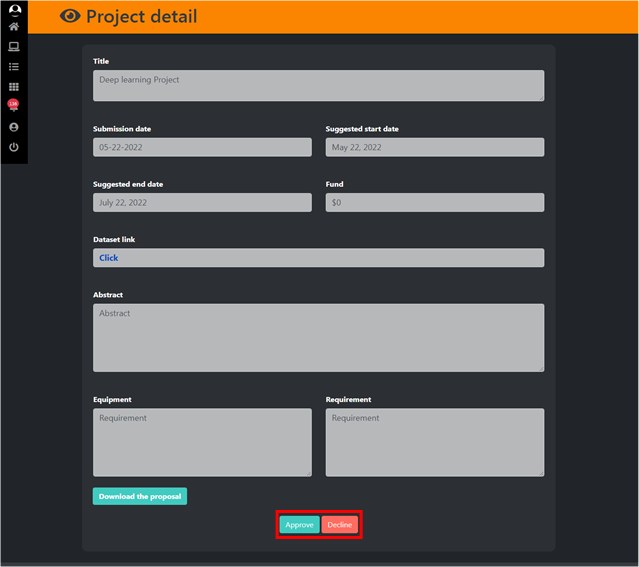 Project detail
Title
Deep learning Project
Submission date
Suggested start date
05-22-2022
May 22, 2022
Suggested end date
Fund
July 22, 2022
$0
Dataset link
Click
Abstract
Abstract
Equipment
Requirement
Requirement
Requirement
Download the proposal
Approve
Decline